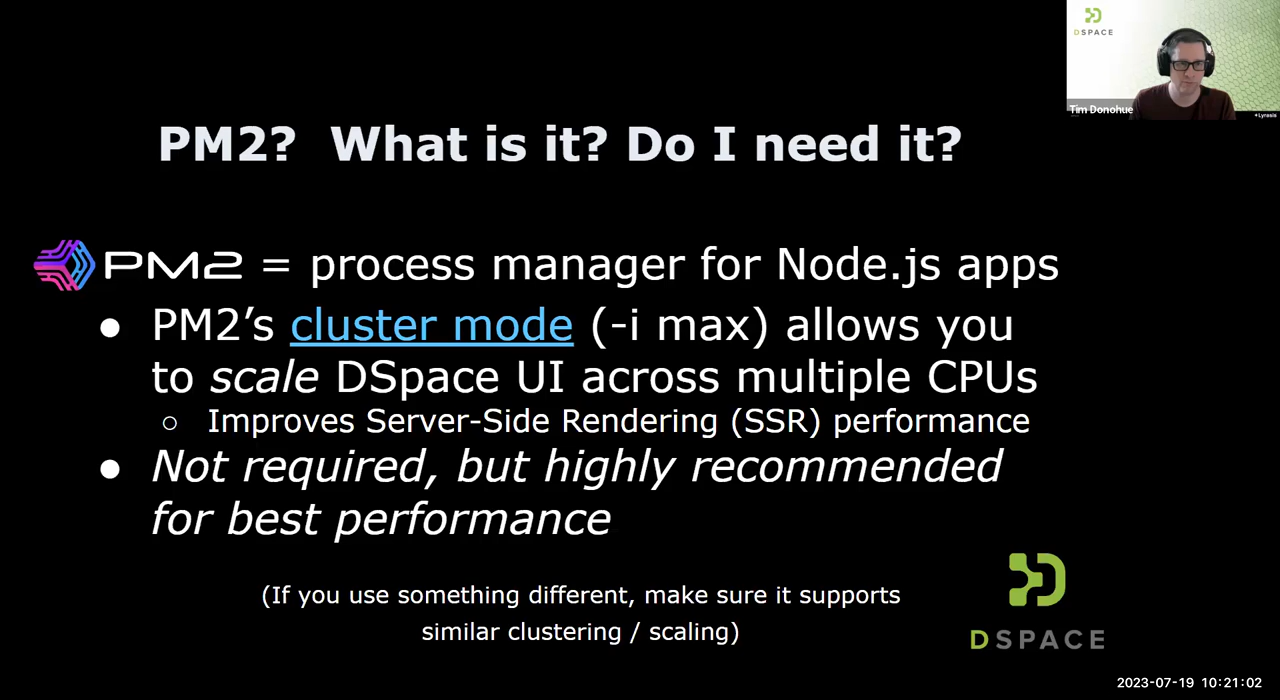 DSPACE
Tim Donohue
Lyrasis
PM2? What is it? Do I need it?
PM2 = process manager for Node.js apps
● PM2’s cluster mode (-i max) allows you
to scale DSpace UI across multiple CPUs
○ Improves Server-Side Rendering (SSR) performance
● Not required, but highly recommended
for best performance
(If you use something different, make sure it supports
similar clustering / scaling)
DSPACE
2023-07-19 10:21:02